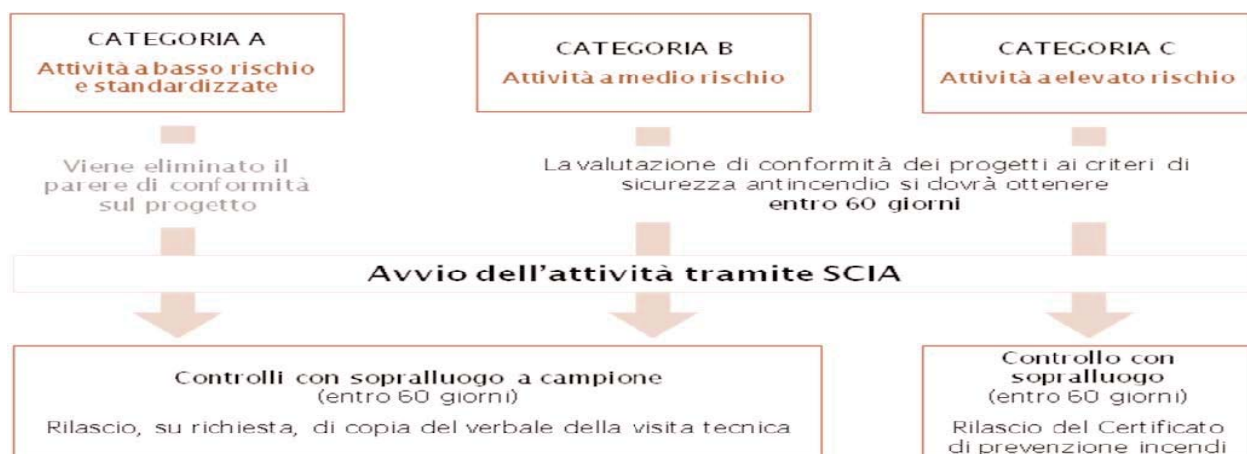 CATEGORIA A
Attività a basso rischio
e standardizzate
CATEGORIA B
Attività a medio rischio
CATEGORIA C
Attività a elevato rischio
Viene eliminato il
parere di conformità
sul progetto
La valutazione di conformità dei progetti ai criteri di
sicurezza antincendio si dovrà ottenere
entro 60 giorni
Avvio dell'attività tramite SCIA
Controlli con sopralluogo a campione
(entro 60 giorni)
Rilascio, su richiesta, di copia del verbale della visita tecnica
Controllo con
sopralluogo
(entro 60 giorni)
Rilascio del Certificato
di prevenzione incendi